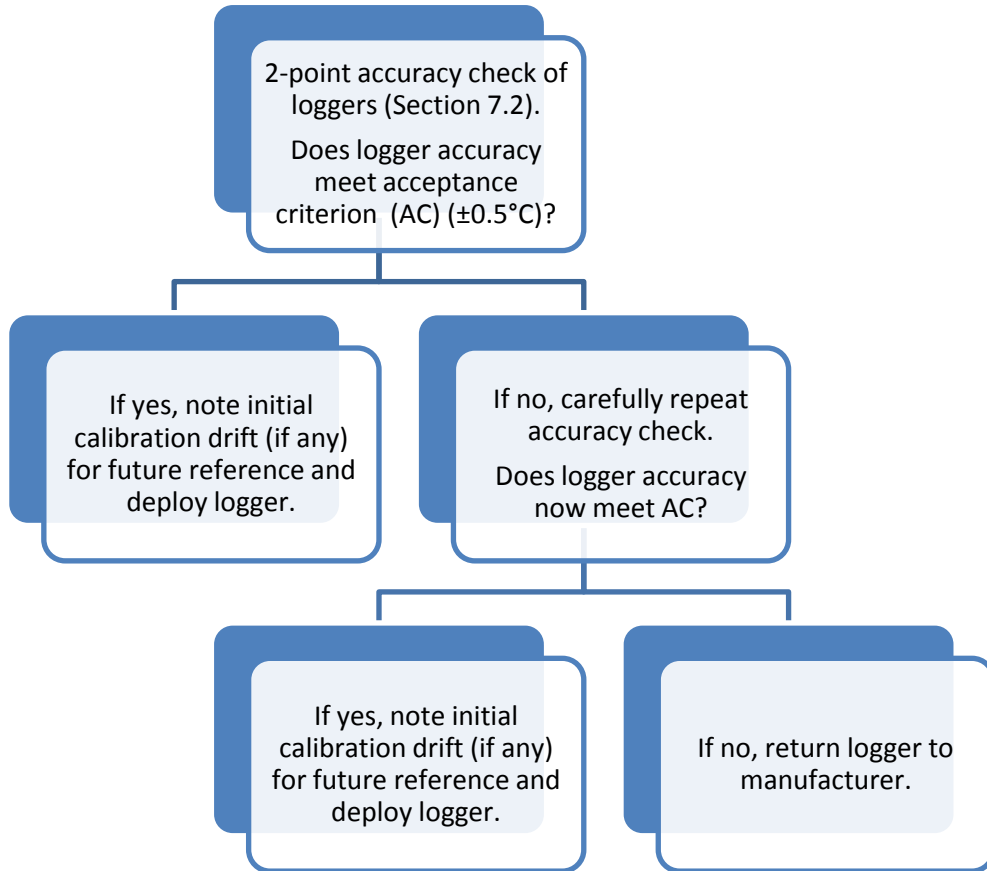 2-point accuracy check of
loggers (Section 7.2).
Does logger accuracy
meet acceptance
criterion (AC) (±0.5°C)?
If yes, note initial
calibration drift (if any)
for future reference and
deploy logger.
If no, carefully repeat
accuracy check.
Does logger accuracy
now meet AC?
If yes, note initial
calibration drift (if any)
for future reference and
deploy logger.
If no, return logger to
manufacturer.